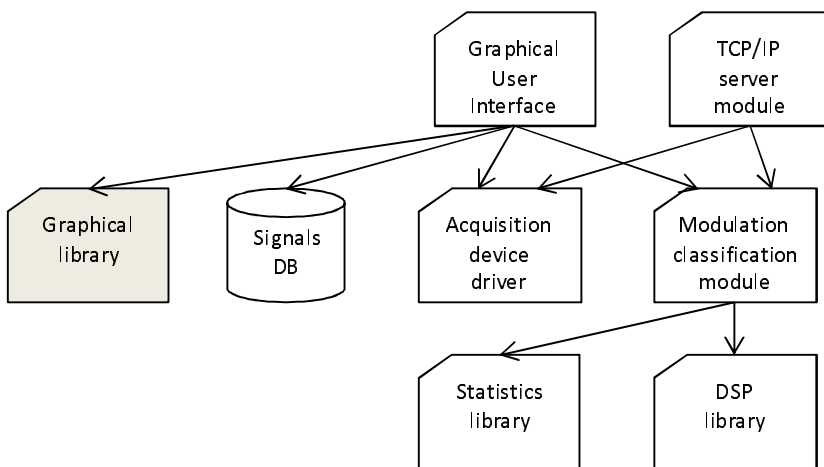 Graphical
User
Interface
TCP/IP
server
module
Graphical
library
Signals
DB
Acquisition
device
driver
Modulation
classification
module
Statistics
library
DSP
library